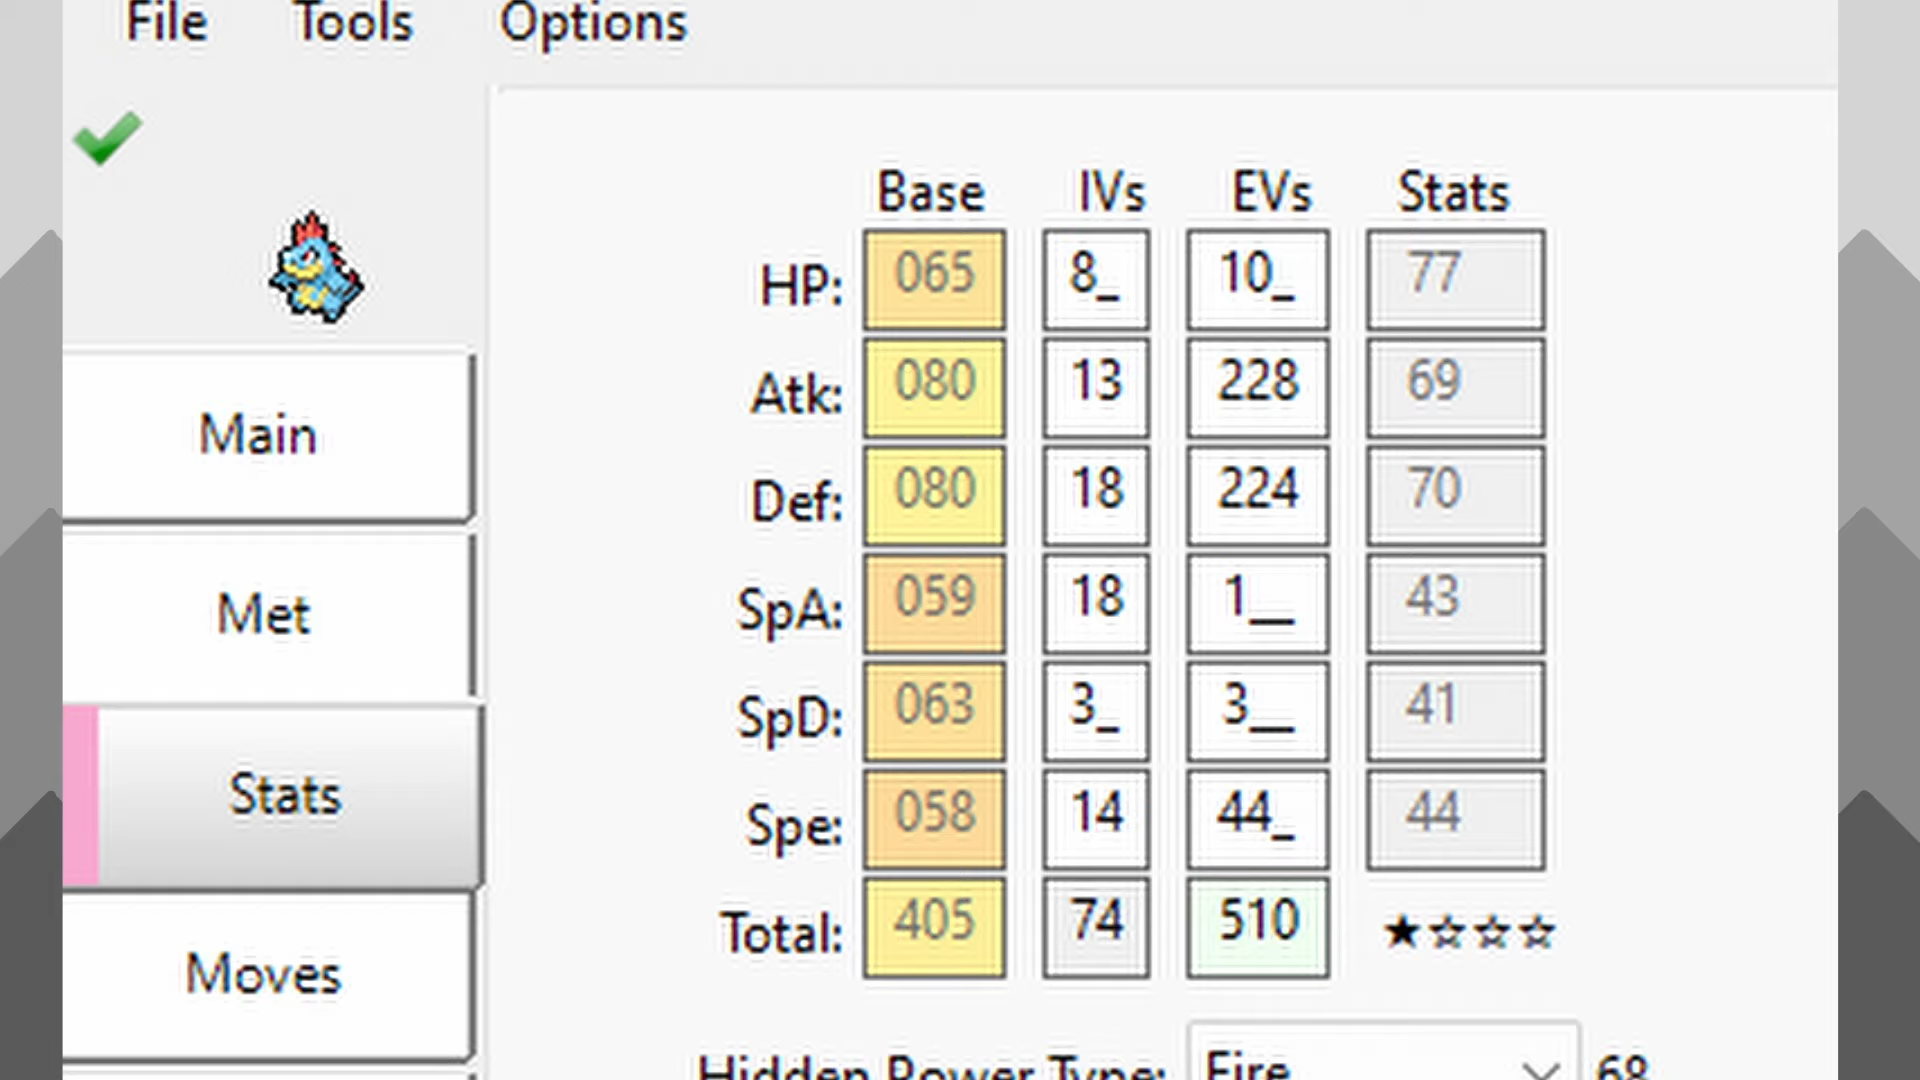 File Tools Options
Base IVs EVs Stats
HP: 065 8_ 10_ 77
Atk: 080 13 228 69
Main
Def: 080 18 224 70
SpA: 059 18 1__ 43
Met
SpD: 063 3_ 3__ 41
Stats
Spe: 058 14 44_ 44
Total: 405 74 510 ★☆☆☆
Moves
Hidden Power Type: Fire 68